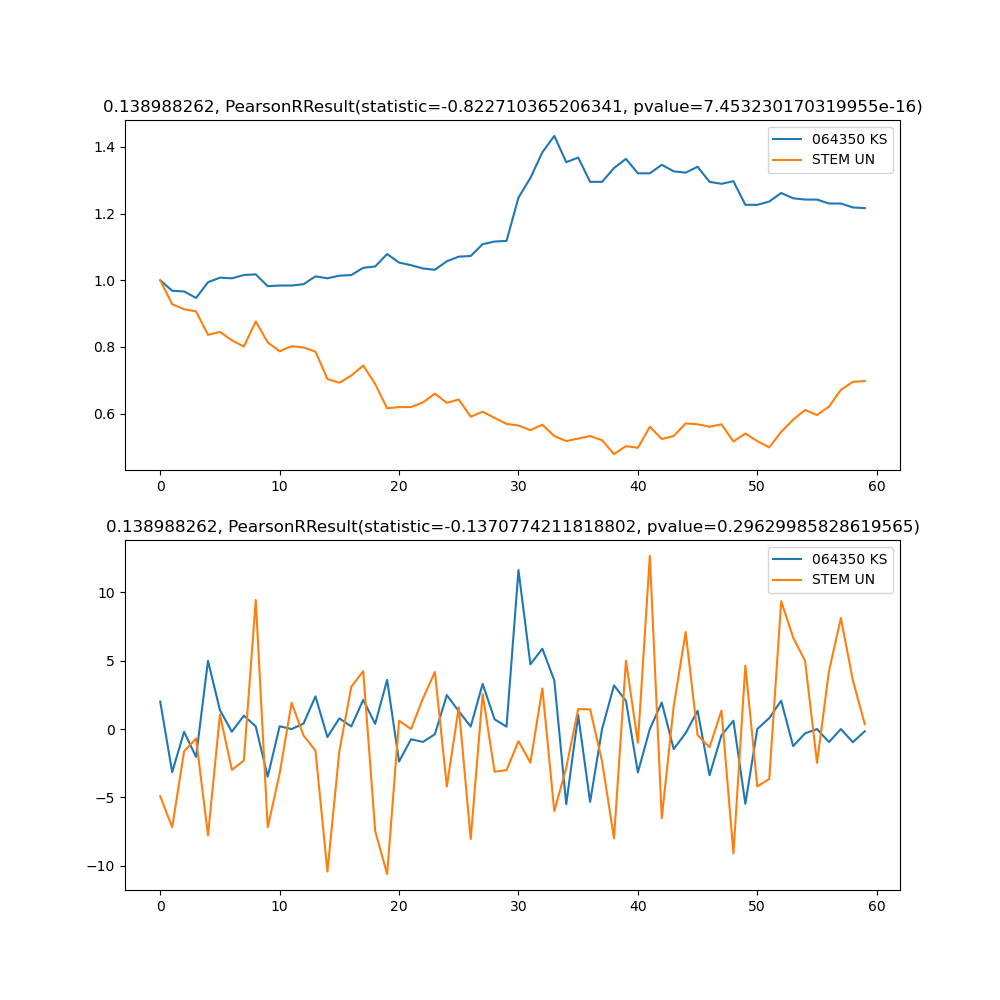 0.138988262, PearsonRResult(statistic=-0.822710365206341, pvalue=7.453230170319955e-16)
064350 KS
STEM UN
1.4
1.2
1.0
0.8
0.6
0 10 20 30 40 50 60
0.138988262, PearsonRResult(statistic=-0.1370774211818802, pvalue=0.29629985828619565)
064350 KS
STEM UN
10
5
0
−5
−10
0 10 20 30 40 50 60